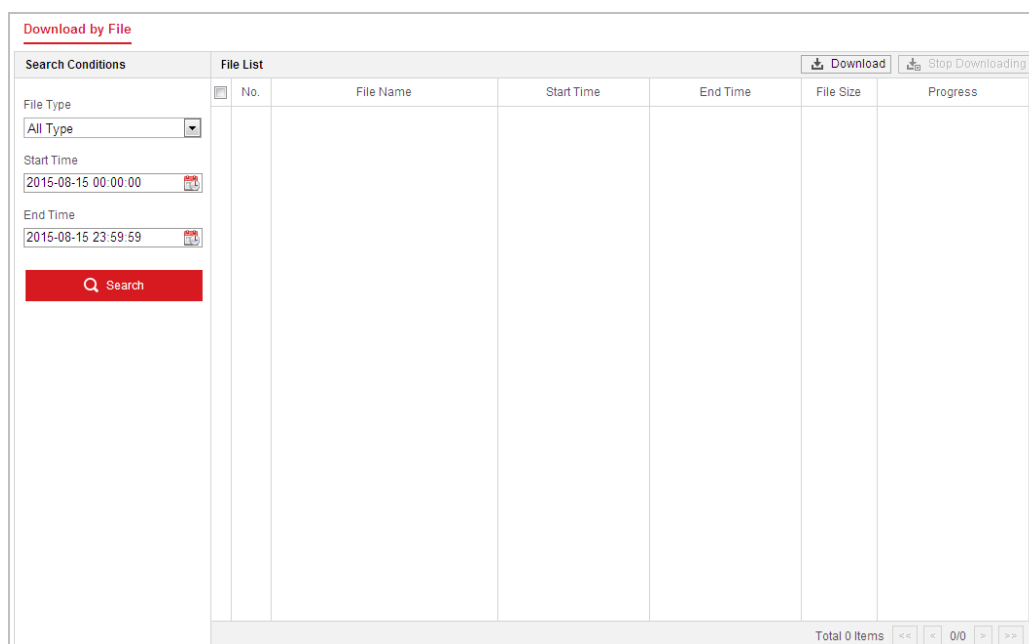 Download by File
Search Conditions
File Type
All Type
Start Time
2015-08-15 00:00:00
End Time
2015-08-15 23:59:59
Search
File List
Download
Stop Downloading
No. File Name Start Time End Time File Size Progress
Total 0 Items << < 0/0 > >>